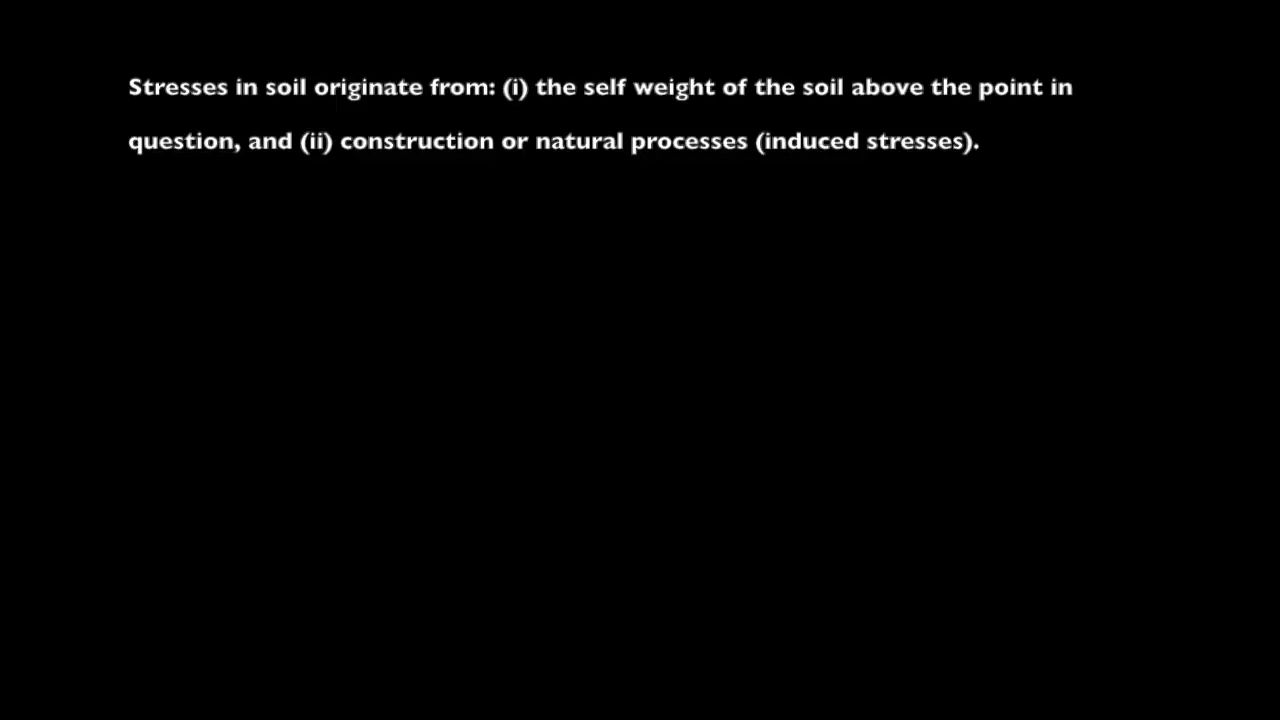 Stresses in soil originate from: (i) the self weight of the soil above the point in
question, and (ii) construction or natural processes (induced stresses).